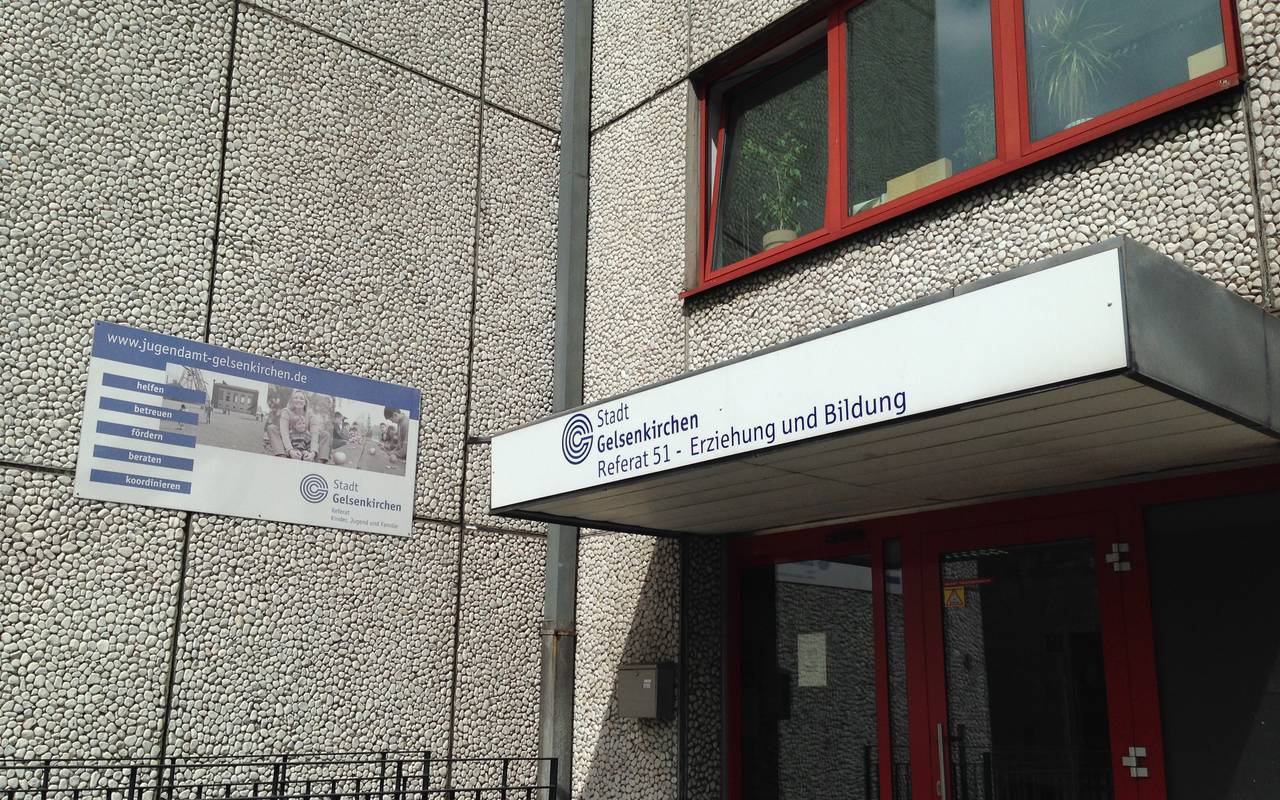 www.jugendamt-gelsenkirchen.de
helfen
betreuen
fördern
beraten
koordinieren
Stadt
Gelsenkirchen
Referat
Kinder, Jugend und Familie
Stadt
Gelsenkirchen
Referat 51 - Erziehung und Bildung